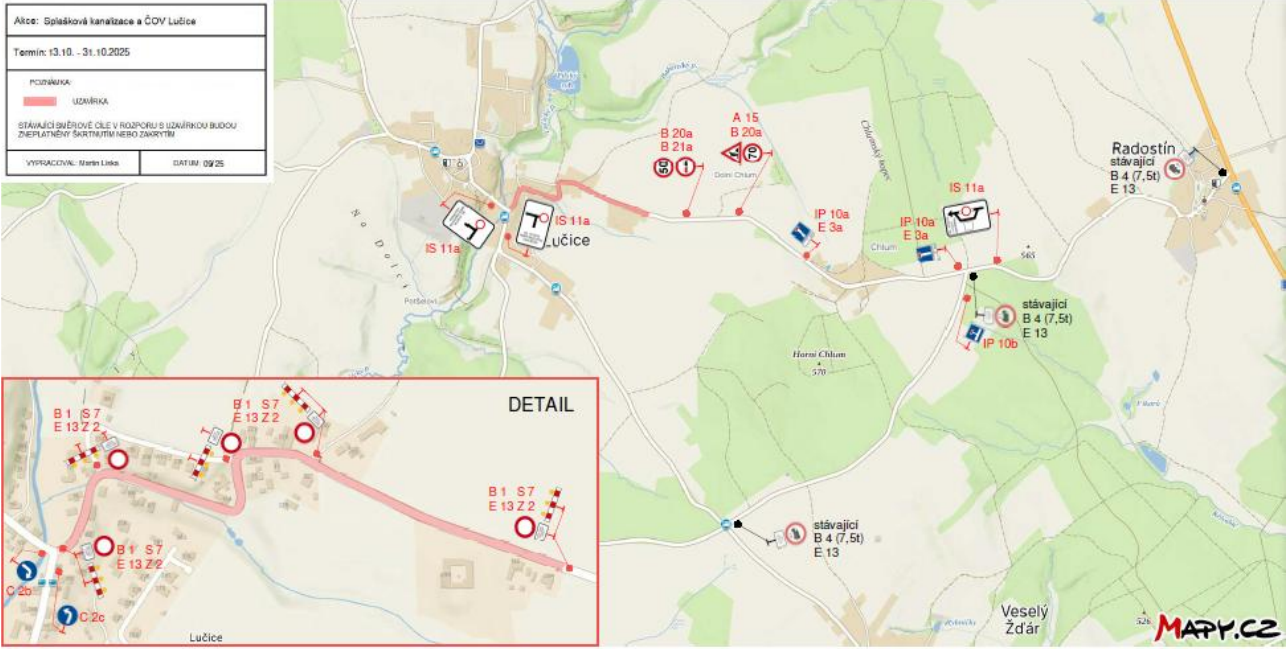 Akce: Splašková kanalizace a ČOV Lučice
Termín: 13.10. - 31.10.2025
POZNÁMKA:
UZAVÍRKA
STÁVAJÍCÍ SMĚROVÉ CÍLE V ROZPORU S UZAVÍRKOU BUDOU
ZNEPLATNĚNY ŠKRTNUTÍM NEBO ZAKRYTÍM
VYPRACOVAL: Martin Liska
DATUM: 09/25
A 15
B 20a
B 20a
B 21a
50
70
Dolní Chlum
Chlumský kopec
Radostín
stávající
B 4 (7,5t)
E 13
IS 11a
IP 10a
E 3a
IP 10a
E 3a
Chlum
565
IS 11a
IS 11a
Lučice
Na Dolci
stávající
B 4 (7,5t)
E 13
IP 10b
Horní Chlum
570
DETAIL
B 1 S 7
E 13 Z 2
B 1 S 7
E 13 Z 2
B 1 S 7
E 13 Z 2
B 1 S 7
E 13 Z 2
C 2b
C 2c
Lučice
stávající
B 4 (7,5t)
E 13
Veselý
Žďár
526
MAPY.CZ